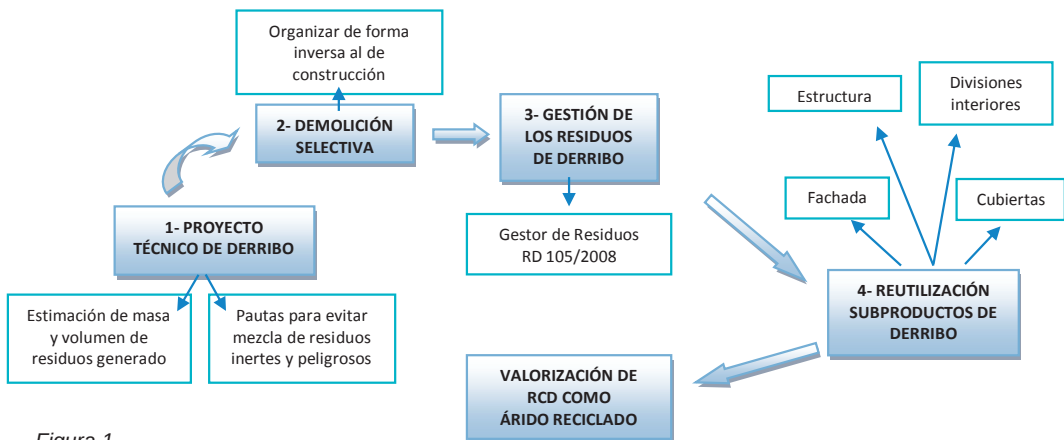 Organizar de forma
inversa al de
construcción
2- DEMOLICIÓN
SELECTIVA
3- GESTIÓN DE
LOS RESIDUOS
DE DERRIBO
Estructura
Divisiones
interiores
Fachada
Cubiertas
1- PROYECTO
TÉCNICO DE DERRIBO
Gestor de Residuos
RD 105/2008
4- REUTILIZACIÓN
SUBPRODUCTOS DE
DERRIBO
Estimación de masa
y volumen de
residuos generado
Pautas para evitar
mezcla de residuos
inertes y peligrosos
VALORIZACIÓN DE
RCD COMO
ÁRIDO RECICLADO
Figura 1